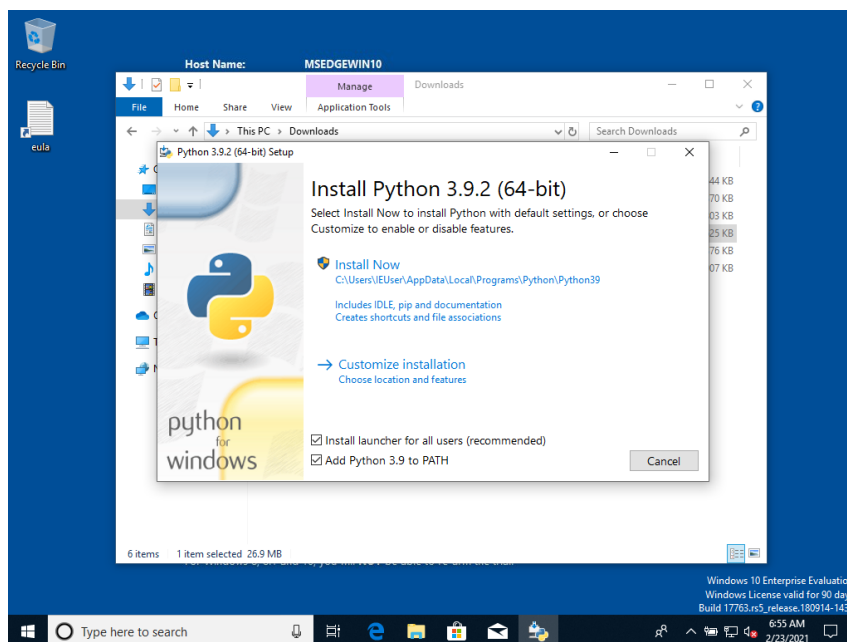 Recycle Bin
Host Name: MSEDGEWIN10
Manage
Downloads
File Home Share View Application Tools
This PC > Downloads
Search Downloads
eula
Python 3.9.2 (64-bit) Setup
Install Python 3.9.2 (64-bit)
Select Install Now to install Python with default settings, or choose
Customize to enable or disable features.
Install Now
C:\Users\IEUser\AppData\Local\Programs\Python\Python39
Includes IDLE, pip and documentation
Creates shortcuts and file associations
Customize installation
Choose location and features
python
for
windows
Install launcher for all users (recommended)
Add Python 3.9 to PATH
Cancel
44 KB
70 KB
03 KB
25 KB
76 KB
07 KB
6 items 1 item selected 26.9 MB
Windows 10 Enterprise Evaluatio
Windows License valid for 90 day
Build 17763.rs5_release.180914-143
Type here to search
6:55 AM
2/23/2021